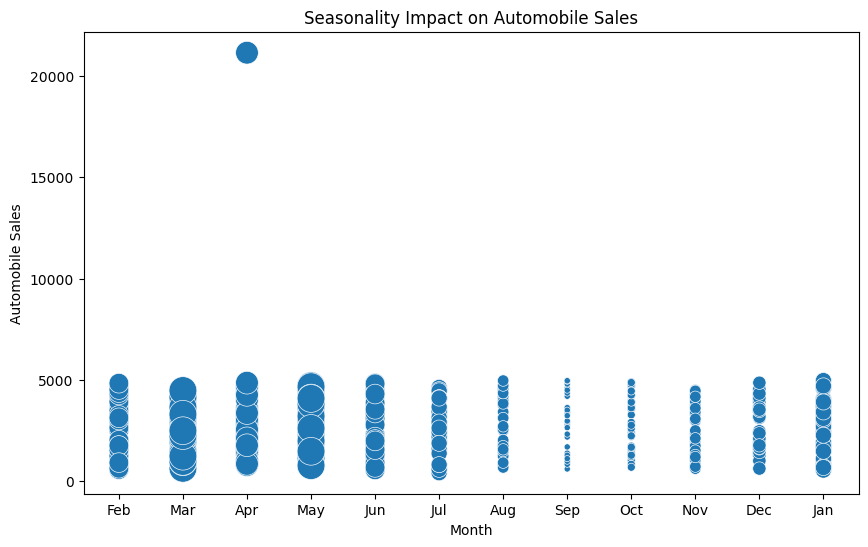 Seasonality Impact on Automobile Sales
20000
15000
10000
5000
0
Automobile Sales
Feb Mar Apr May Jun Jul Aug Sep Oct Nov Dec Jan
Month